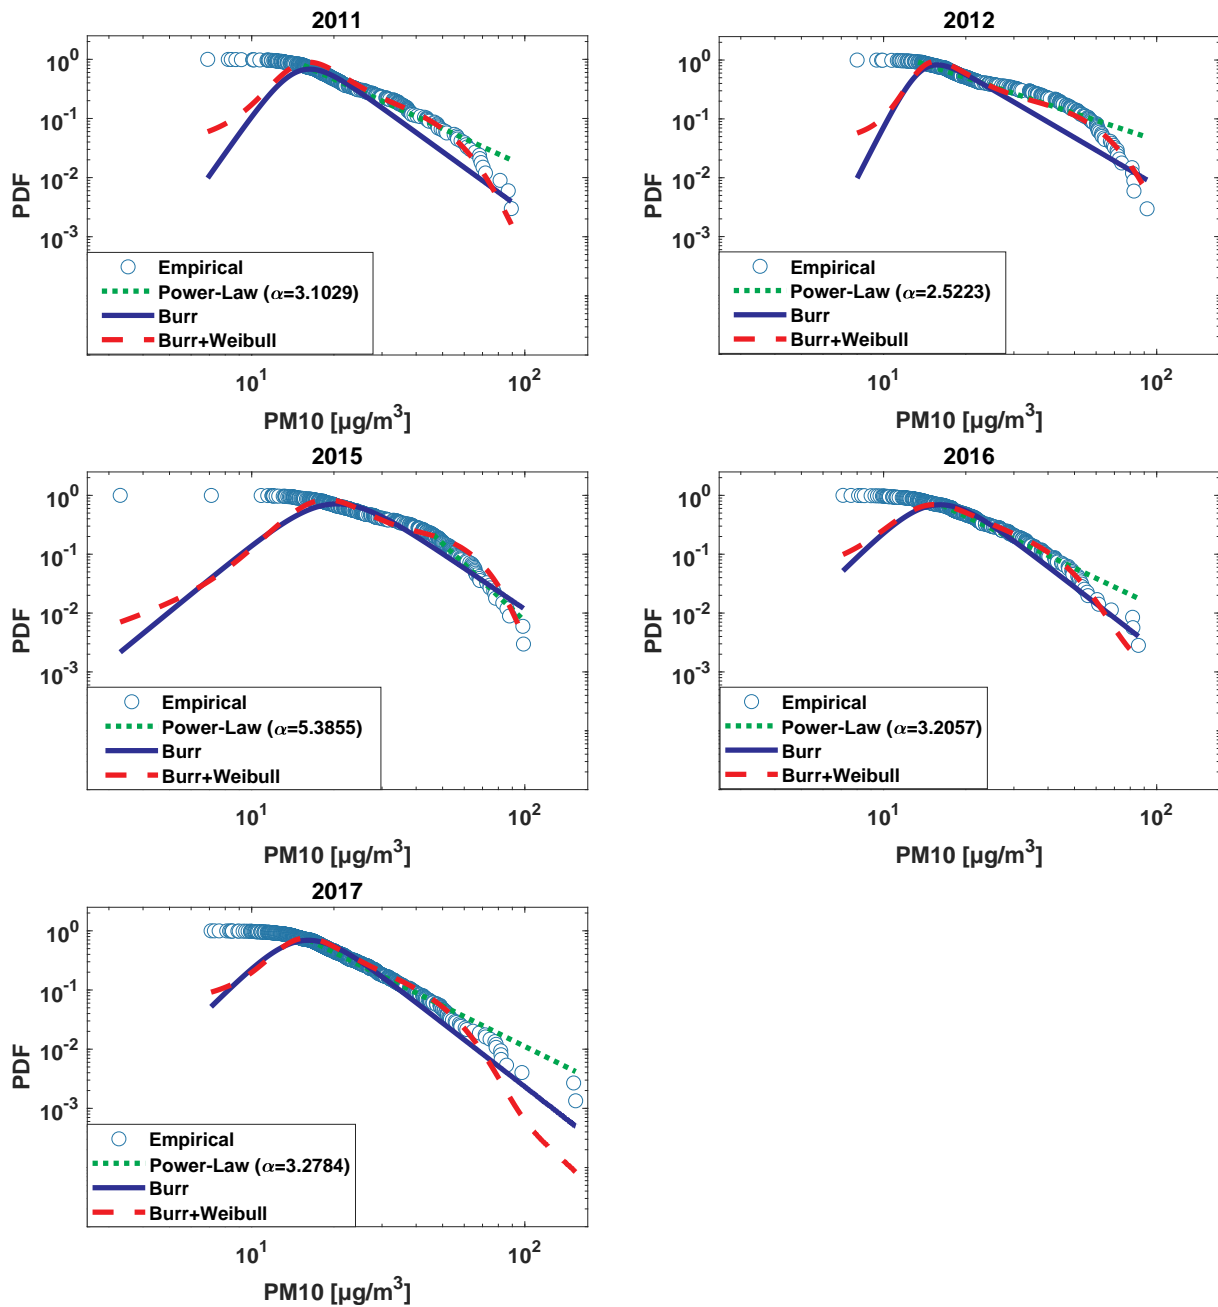 2011
10^0
10^-1
10^-2
10^-3
PDF
Empirical
Power-Law (α=3.1029)
Burr
Burr+Weibull
10^1
10^2
PM10 [µg/m^3]
2012
10^0
10^-1
10^-2
10^-3
PDF
Empirical
Power-Law (α=2.5223)
Burr
Burr+Weibull
10^1
10^2
PM10 [µg/m^3]
2015
10^0
10^-1
10^-2
10^-3
PDF
Empirical
Power-Law (α=5.3855)
Burr
Burr+Weibull
10^1
10^2
PM10 [µg/m^3]
2016
10^0
10^-1
10^-2
10^-3
PDF
Empirical
Power-Law (α=3.2057)
Burr
Burr+Weibull
10^1
10^2
PM10 [µg/m^3]
2017
10^0
10^-1
10^-2
10^-3
PDF
Empirical
Power-Law (α=3.2784)
Burr
Burr+Weibull
10^1
10^2
PM10 [µg/m^3]